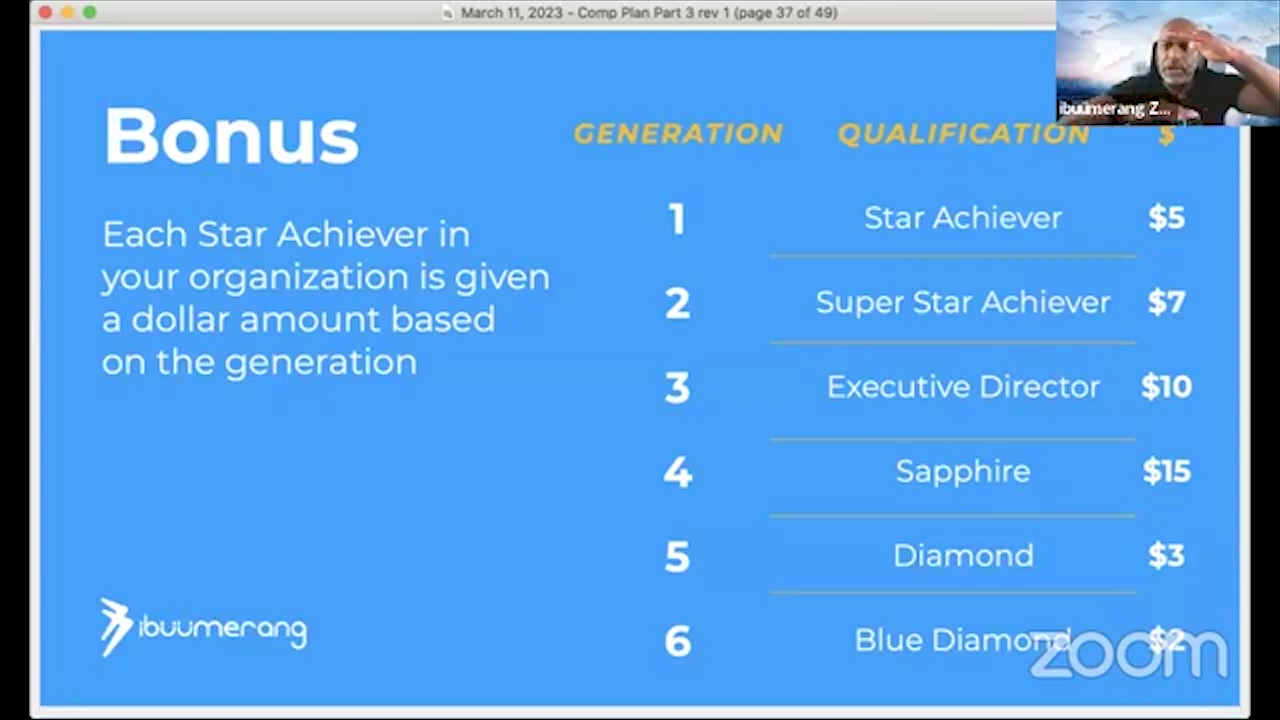 March 11, 2023 - Comp Plan Part 3 rev 1 (page 37 of 49)
ibuumerang Z...
Bonus
Each Star Achiever in
your organization is given
a dollar amount based
on the generation
GENERATION QUALIFICATION $
1 Star Achiever $5
2 Super Star Achiever $7
3 Executive Director $10
4 Sapphire $15
5 Diamond $3
6 Blue Diamond $2
ibuumerang
zoom